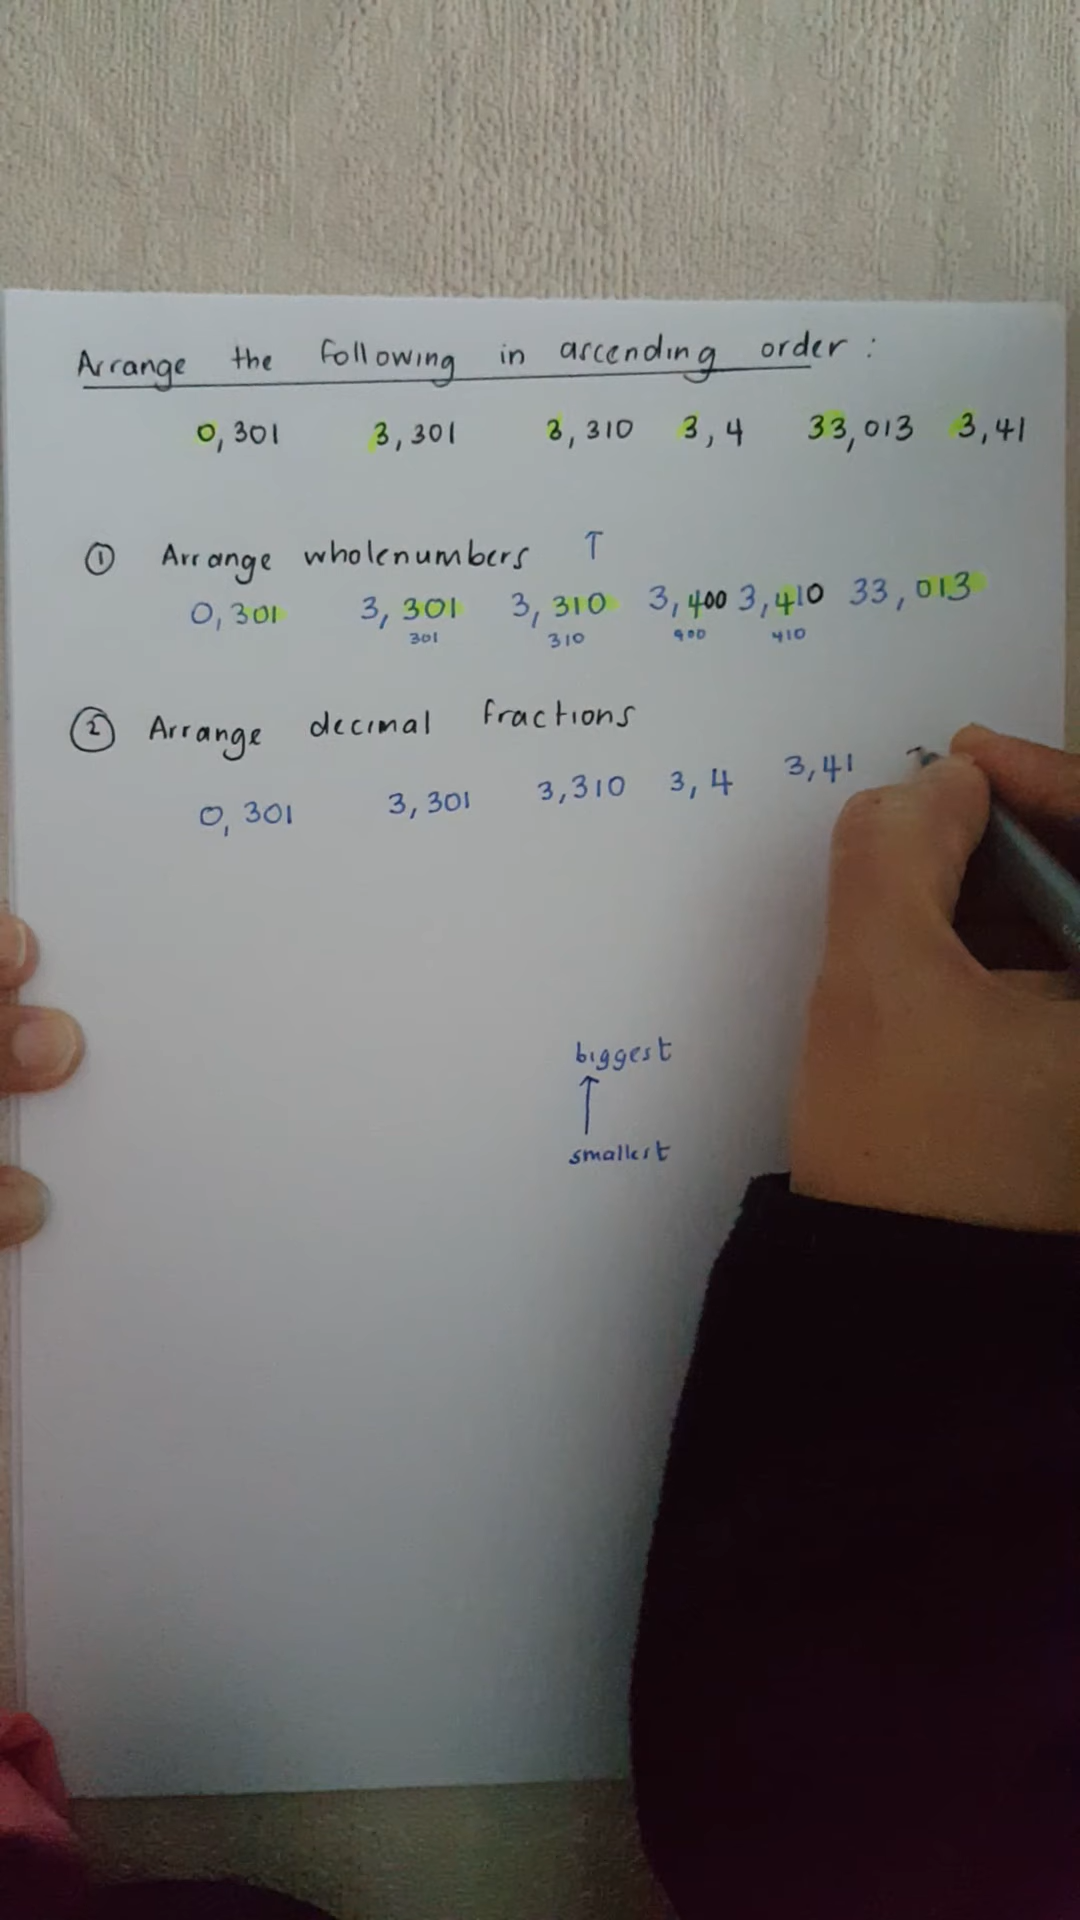 Arrange the following in ascending order :
0,301 3,301 3,310 3,4 33,013 3,41
① Arrange wholenumbers ↑
0,301 3,301 3,310 3,400 3,410 33,013
301 310 400 410
② Arrange decimal fractions
0,301 3,301 3,310 3,4 3,41
biggest
↑
smallest